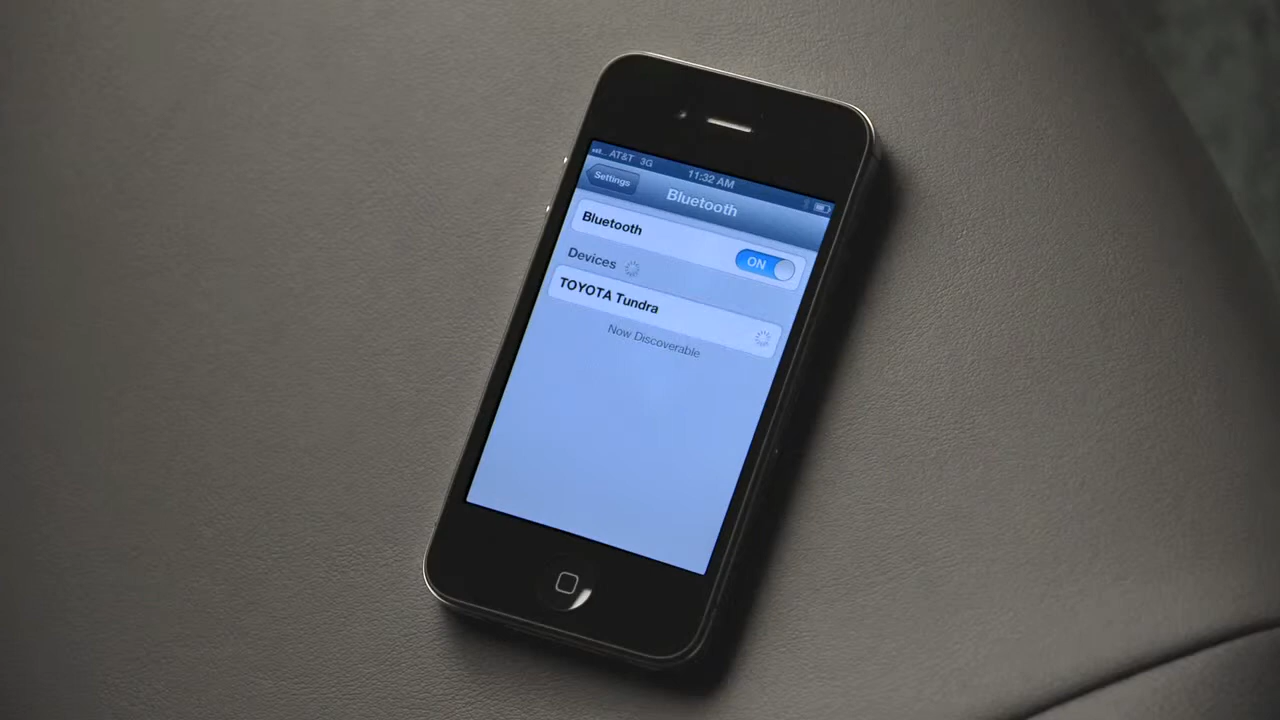 AT&T 3G
11:32 AM
Settings
Bluetooth
Bluetooth
ON
Devices
TOYOTA Tundra
Now Discoverable